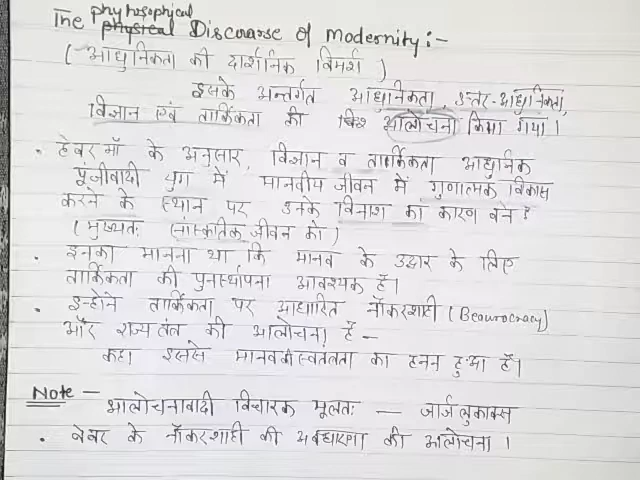 The phylosophical Discourse of modernity:-
(आधुनिकता की दार्शनिक विमर्श)
इसके अन्तर्गत आधुनिकता, उत्तर-आधुनिकता,
विज्ञान एवं तार्किकता की आलोचना किया गया।
• हेबर माँ के अनुसार, विज्ञान व तार्किकता आधुनिक
पूंजीवादी युग में मानवीय जीवन में गुणात्मक विकास
करने के स्थान पर उनके विनाश का कारण बने है
(मुख्यतः सांस्कृतिक जीवन को)
• इनका मानना था कि मानव के उद्धार के लिए
तार्किकता की पुनर्स्थापना आवश्यक है।
• इन्होने तार्किकता पर आधारित नौकरशाही (Beaurocracy)
और राज्यतंत्र की आलोचना है –
कहा इससे मानव की स्वतंत्रता का हनन हुआ है।
Note –
आलोचनावादी विचारक मूलतः – जार्ज लुकाक्स
• वेबर के नौकरशाही की अवधारणा की आलोचना।